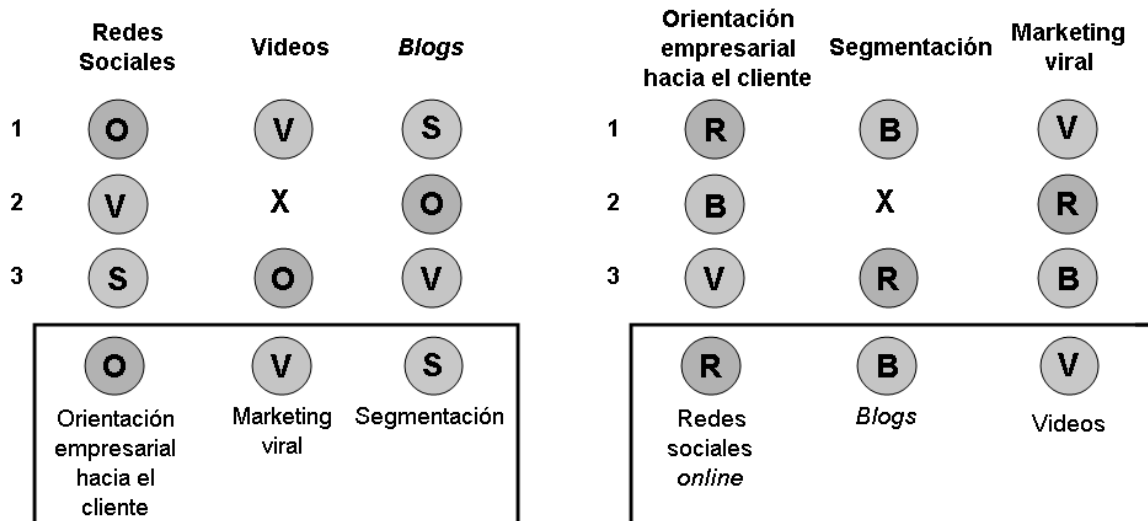 Redes
Sociales
Videos
Blogs
1 O V S
2 V X O
3 S O V
O V S
Orientación
empresarial
hacia el
cliente
Marketing
viral
Segmentación
Orientación
empresarial
hacia el cliente
Segmentación
Marketing
viral
1 R B V
2 B X R
3 V R B
R B V
Redes
sociales
online
Blogs
Videos